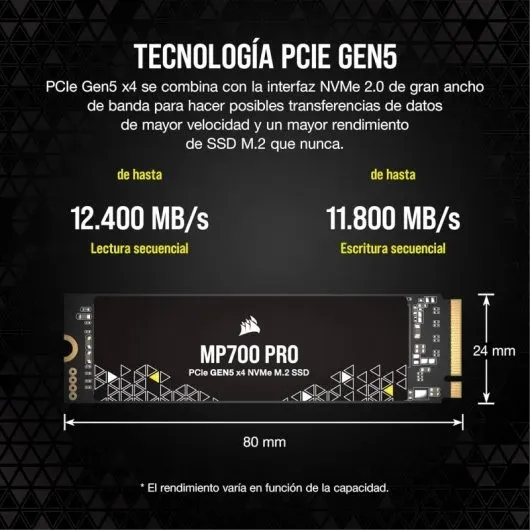 TECNOLOGÍA PCIE GEN5
PCIe Gen5 x4 se combina con la interfaz NVMe 2.0 de gran ancho
de banda para hacer posibles transferencias de datos
de mayor velocidad y un mayor rendimiento
de SSD M.2 que nunca.
de hasta
12.400 MB/s
Lectura secuencial
de hasta
11.800 MB/s
Escritura secuencial
MP700 PRO
PCIe GEN5 x4 NVMe M.2 SSD
24 mm
80 mm
* El rendimiento varía en función de la capacidad.